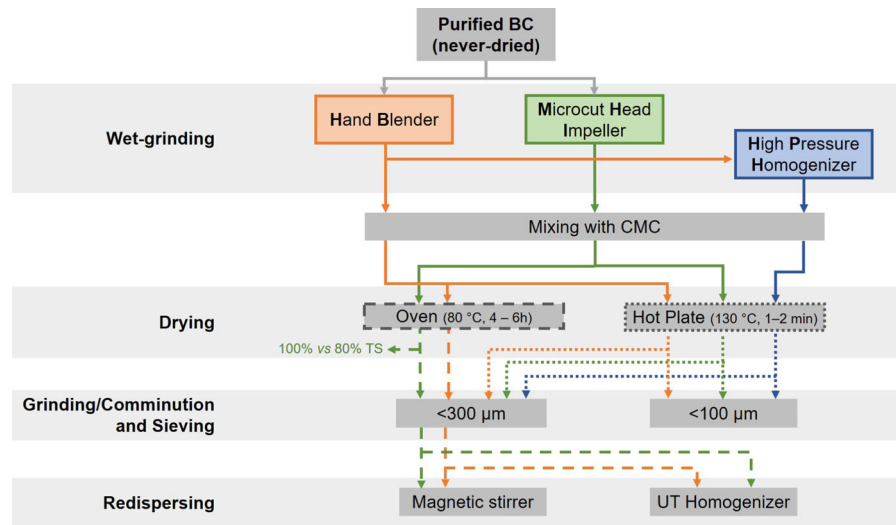 Purified BC
(never-dried)
Wet-grinding
Hand Blender
Microcut Head
Impeller
High Pressure
Homogenizer
Mixing with CMC
Drying
Oven (80 °C, 4 – 6h)
Hot Plate (130 °C, 1–2 min)
100% vs 80% TS
Grinding/Comminution
and Sieving
<300 µm
<100 µm
Redispersing
Magnetic stirrer
UT Homogenizer